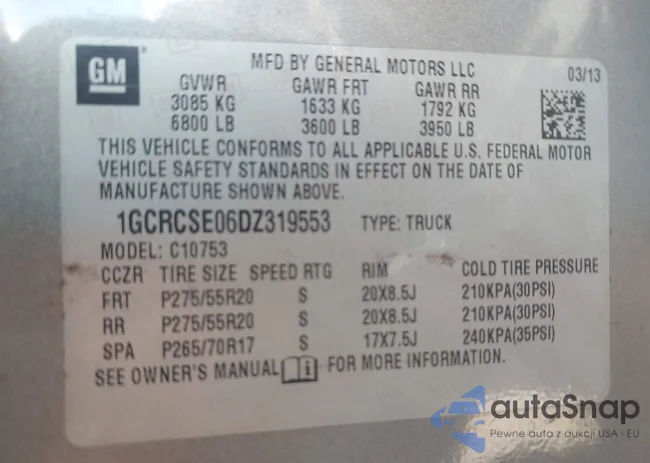 GM
MFD BY GENERAL MOTORS LLC
03/13
GVWR GAWR FRT GAWR RR
3085 KG 1633 KG 1792 KG
6800 LB 3600 LB 3950 LB
THIS VEHICLE CONFORMS TO ALL APPLICABLE U.S. FEDERAL MOTOR
VEHICLE SAFETY STANDARDS IN EFFECT ON THE DATE OF
MANUFACTURE SHOWN ABOVE.
1GCRCSE06DZ319553 TYPE: TRUCK
MODEL: C10753
CCZR TIRE SIZE SPEED RTG RIM COLD TIRE PRESSURE
FRT P275/55R20 S 20X8.5J 210KPA(30PSI)
RR P275/55R20 S 20X8.5J 210KPA(30PSI)
SPA P265/70R17 S 17X7.5J 240KPA(35PSI)
SEE OWNER'S MANUAL i FOR MORE INFORMATION.
autaSnap
Pewne auta z aukcji USA i EU